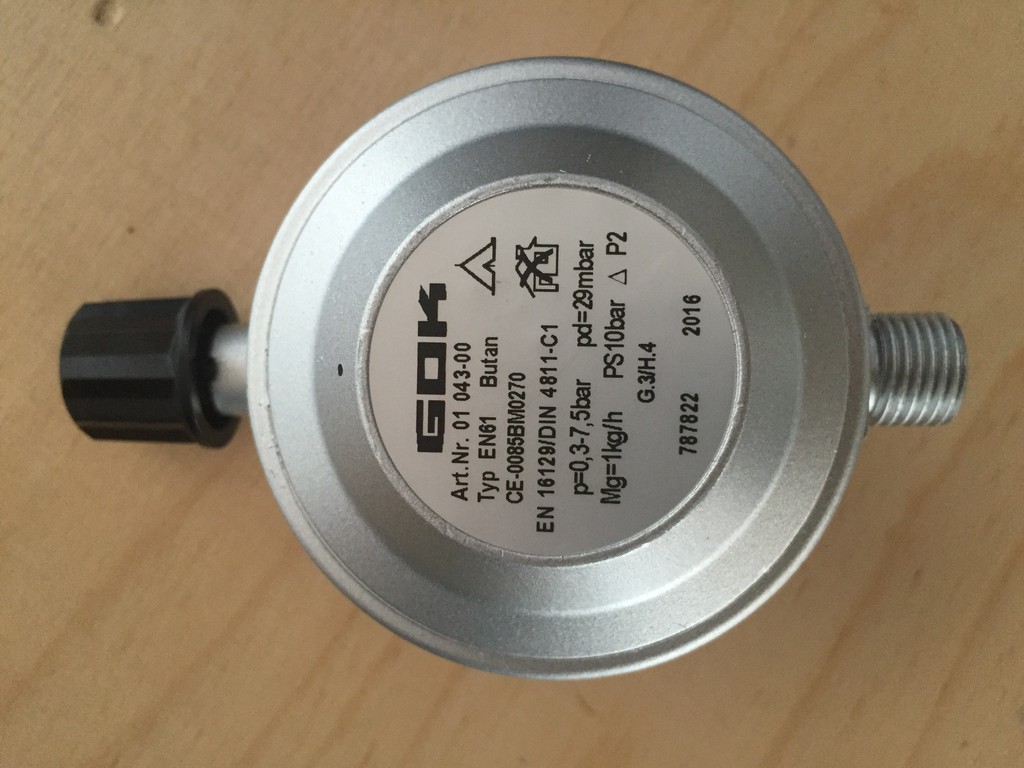 GOK
Art.Nr. 01 043-00
Typ EN61 Butan
CE-0085BM0270
EN 16129/DIN 4811-C1
p=0,3-7,5bar pd=29mbar
Mg=1kg/h PS10bar △ P2
G.3/H.4
787822 2016